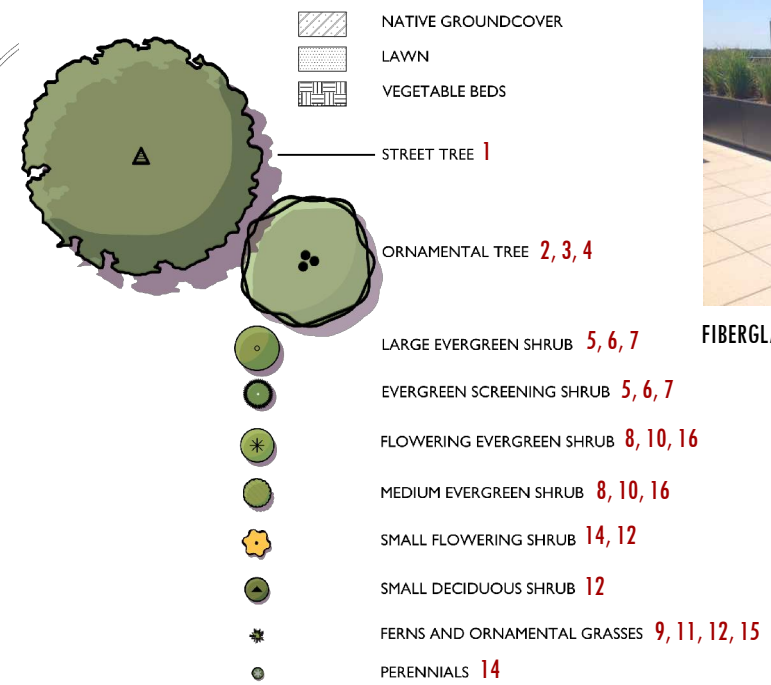 NATIVE GROUNDCOVER
LAWN
VEGETABLE BEDS
STREET TREE 1
ORNAMENTAL TREE 2, 3, 4
LARGE EVERGREEN SHRUB 5, 6, 7
EVERGREEN SCREENING SHRUB 5, 6, 7
FLOWERING EVERGREEN SHRUB 8, 10, 16
MEDIUM EVERGREEN SHRUB 8, 10, 16
SMALL FLOWERING SHRUB 14, 12
SMALL DECIDUOUS SHRUB 12
FERNS AND ORNAMENTAL GRASSES 9, 11, 12, 15
PERENNIALS 14